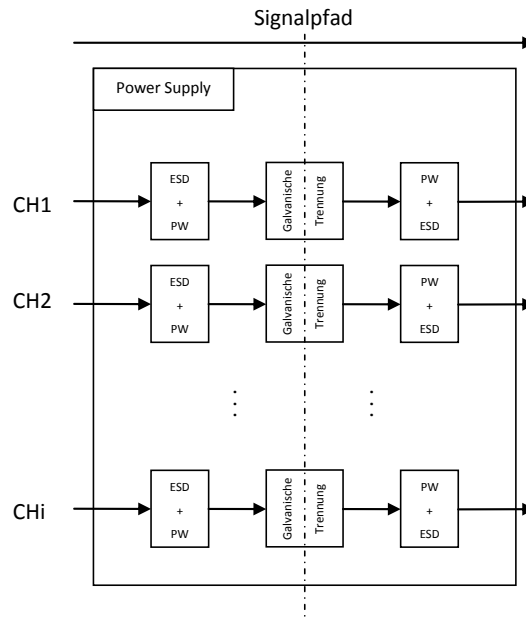 Signalpfad
Power Supply
CH1
ESD
+
PW
Galvanische
Trennung
PW
+
ESD
CH2
ESD
+
PW
Galvanische
Trennung
PW
+
ESD
CHi
ESD
+
PW
Galvanische
Trennung
PW
+
ESD